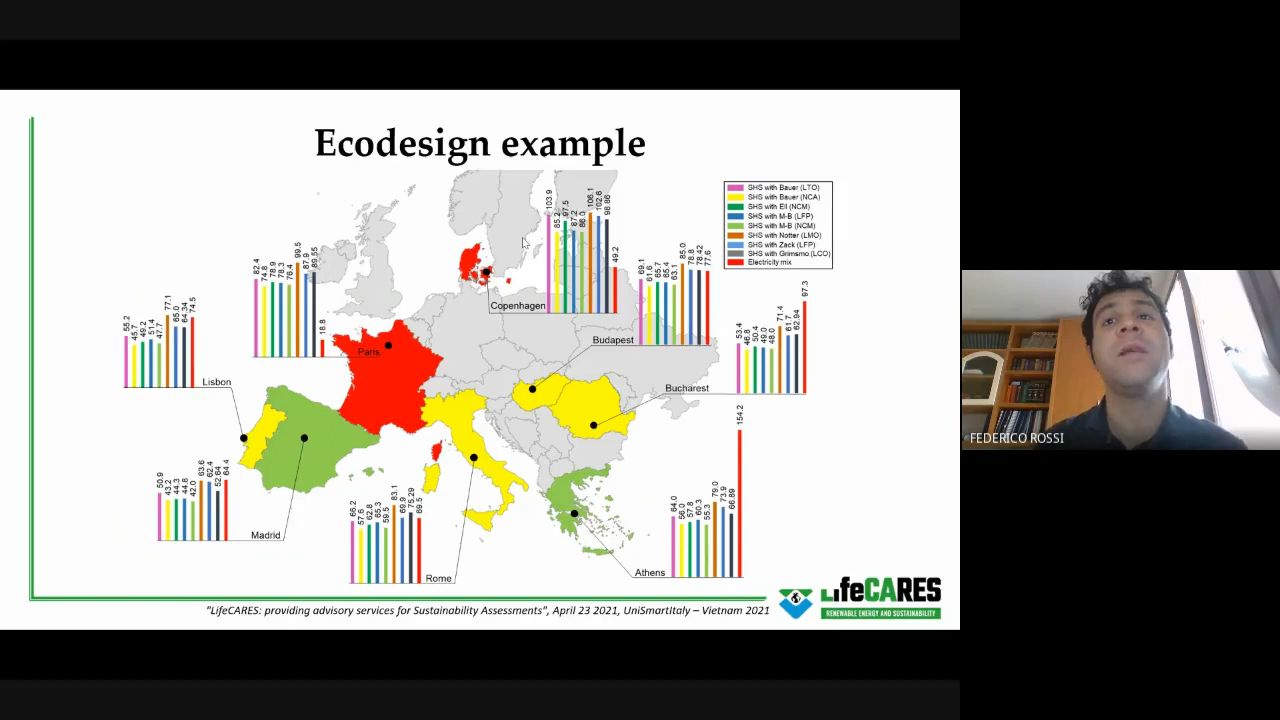 Ecodesign example
SHS with Bauer (LTO)
SHS with Bauer (NCA)
SHS with Ell (NCM)
SHS with M-B (LFP)
SHS with M-B (NCM)
SHS with Notter (LMO)
SHS with Zack (LFP)
SHS with Grimsmo (LCO)
Electricity mix
103.9 85.2 97.5 87.2 86.0 106.1 102.6 98.86 49.2
Copenhagen
82.4 74.8 78.9 78.3 76.4 99.5 87.9 89.55 18.8
Paris
69.1 61.6 65.7 65.4 63.1 85.0 78.8 78.42 77.6
Budapest
55.2 45.7 49.2 51.4 47.7 77.1 65.0 64.34 74.5
Lisbon
53.4 46.8 50.4 49.0 48.0 71.4 61.7 62.94 97.3
Bucharest
50.9 43.2 44.3 44.8 42.0 63.6 62.4 52.64 64.4
Madrid
66.2 57.6 62.8 65.3 59.5 83.1 69.9 75.29 69.5
Rome
64.0 56.0 57.8 60.3 55.3 79.0 73.9 66.89 154.2
Athens
FEDERICO ROSSI
"LifeCARES: providing advisory services for Sustainability Assessments", April 23 2021, UniSmartItaly – Vietnam 2021
LifeCARES
RENEWABLE ENERGY AND SUSTAINABILITY